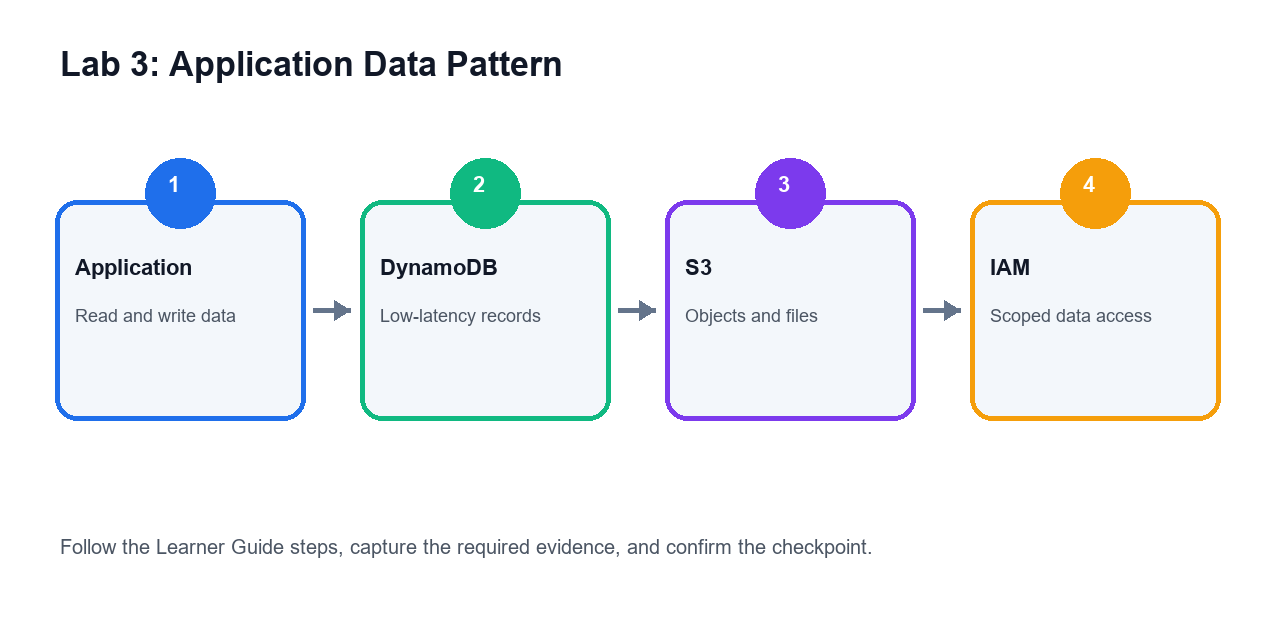 Lab 3: Application Data Pattern
1
2
3
4
Application
Read and write data
DynamoDB
Low-latency records
S3
Objects and files
IAM
Scoped data access
Follow the Learner Guide steps, capture the required evidence, and confirm the checkpoint.